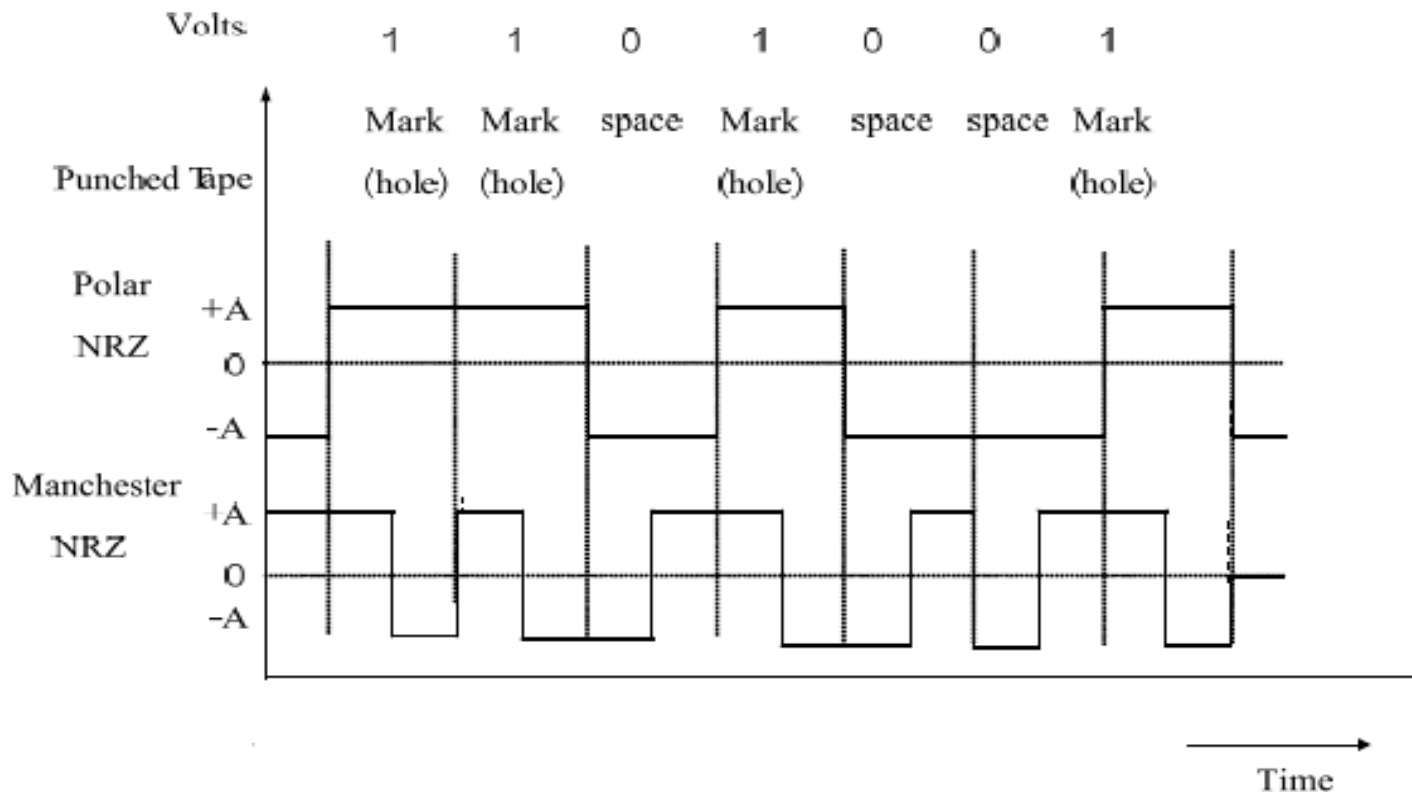 Volts
1 1 0 1 0 0 1
Mark Mark space Mark space space Mark
Punched Tape (hole) (hole) (hole) (hole)
Polar
+A
NRZ
0
-A
Manchester
+A
NRZ
0
-A
Time